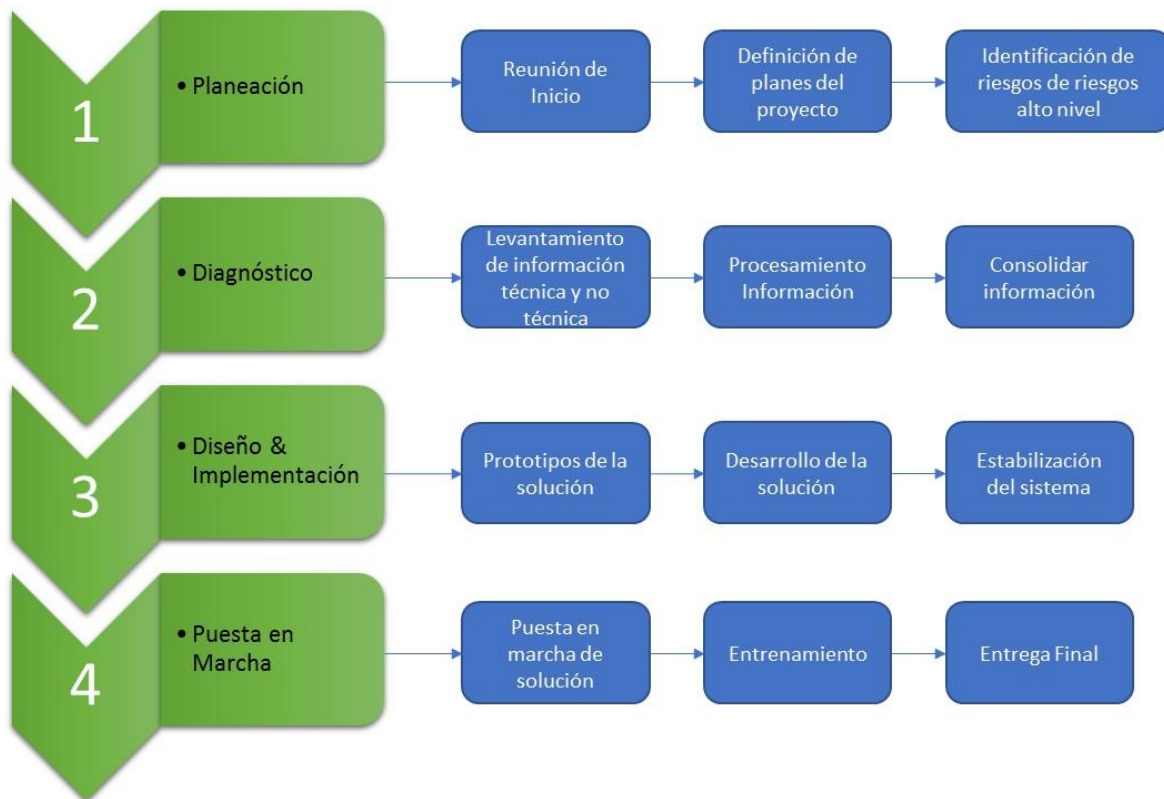 1
• Planeación
Reunión de
Inicio
Definición de
planes del
proyecto
Identificación de
riesgos de riesgos
alto nivel
2
• Diagnóstico
Levantamiento
de información
técnica y no
técnica
Procesamiento
Información
Consolidar
información
3
• Diseño &
Implementación
Prototipos de la
solución
Desarrollo de la
solución
Estabilización
del sistema
4
• Puesta en
Marcha
Puesta en
marcha de
solución
Entrenamiento
Entrega Final